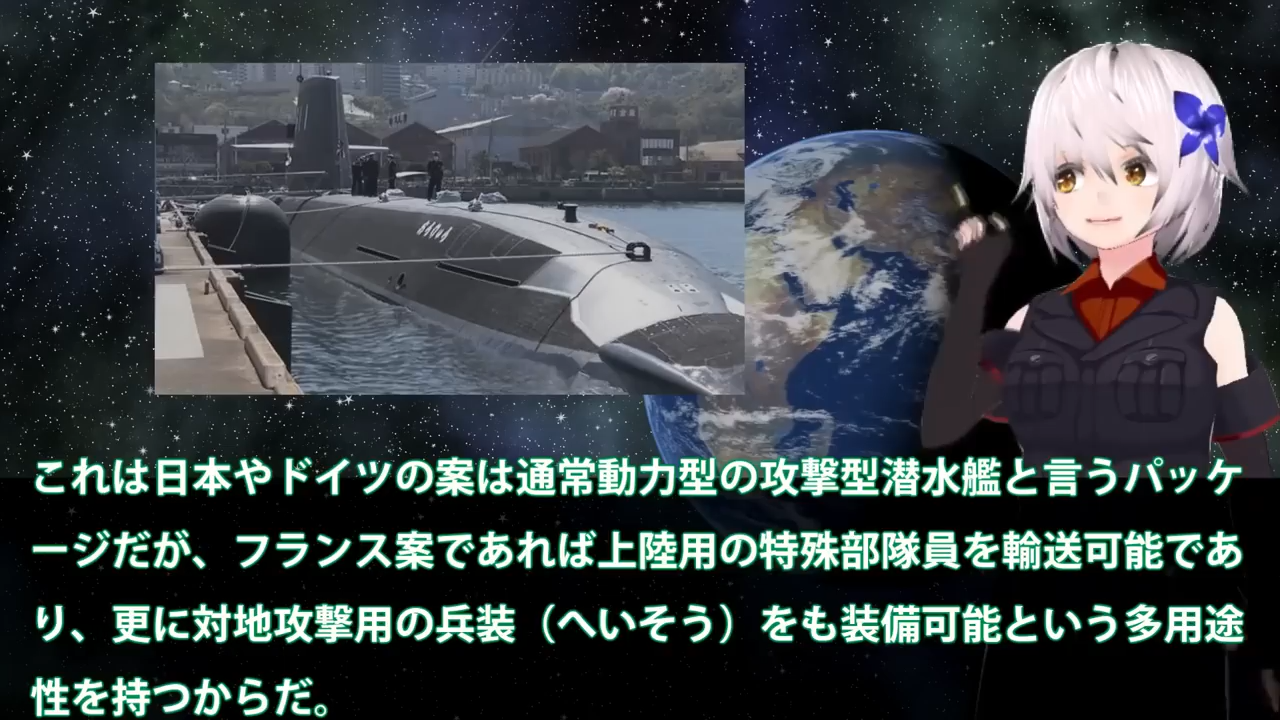 これは日本やドイツの案は通常動力型の攻撃型潜水艦と言うパッケ
ージだが、フランス案であれば上陸用の特殊部隊員を輸送可能であ
り、更に対地攻撃用の兵装（へいそう）をも装備可能という多用途
性を持つからだ。